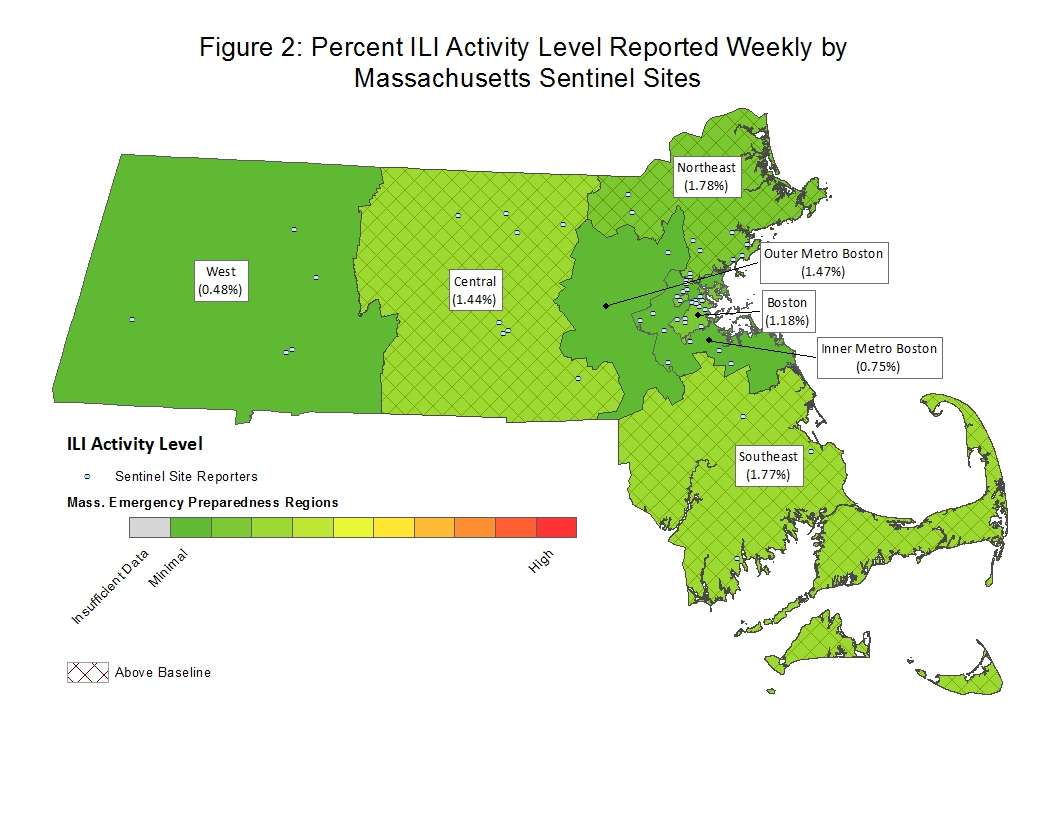 Figure 2: Percent ILI Activity Level Reported Weekly by
Massachusetts Sentinel Sites
Northeast
(1.78%)
Outer Metro Boston
(1.47%)
West
(0.48%)
Central
(1.44%)
Boston
(1.18%)
Inner Metro Boston
(0.75%)
Southeast
(1.77%)
ILI Activity Level
Sentinel Site Reporters
Mass. Emergency Preparedness Regions
Insufficient Data
Minimal
High
Above Baseline